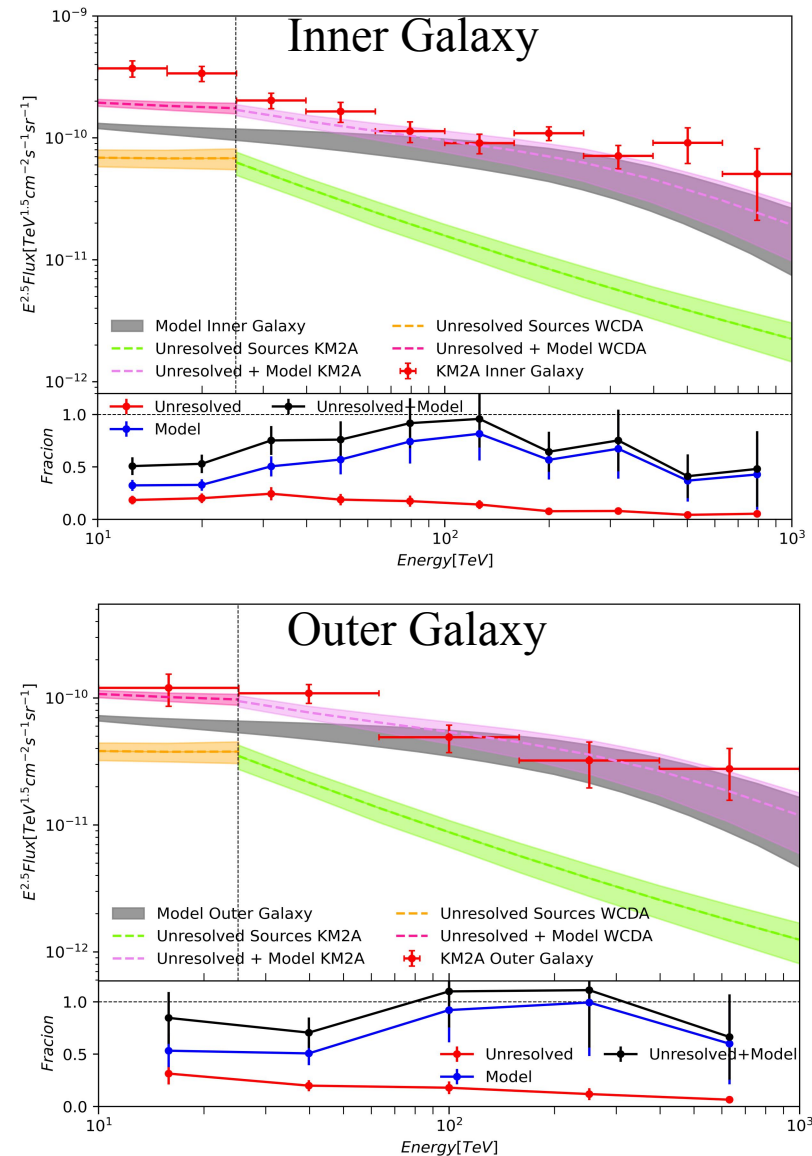 Inner Galaxy
10⁻⁹
10⁻¹⁰
10⁻¹¹
10⁻¹²
E^2.5 Flux[TeV^1.5 cm⁻² s⁻¹ sr⁻¹]
Model Inner Galaxy
Unresolved Sources KM2A
Unresolved + Model KM2A
Unresolved Sources WCDA
Unresolved + Model WCDA
KM2A Inner Galaxy
Unresolved
Model
Unresolved+Model
1.0
0.5
0.0
Fracion
10¹ 10² 10³
Energy[TeV]
Outer Galaxy
10⁻¹⁰
10⁻¹¹
10⁻¹²
E^2.5 Flux[TeV^1.5 cm⁻² s⁻¹ sr⁻¹]
Model Outer Galaxy
Unresolved Sources KM2A
Unresolved + Model KM2A
Unresolved Sources WCDA
Unresolved + Model WCDA
KM2A Outer Galaxy
1.0
0.5
0.0
Fracion
Unresolved
Model
Unresolved+Model
10¹ 10² 10³
Energy[TeV]